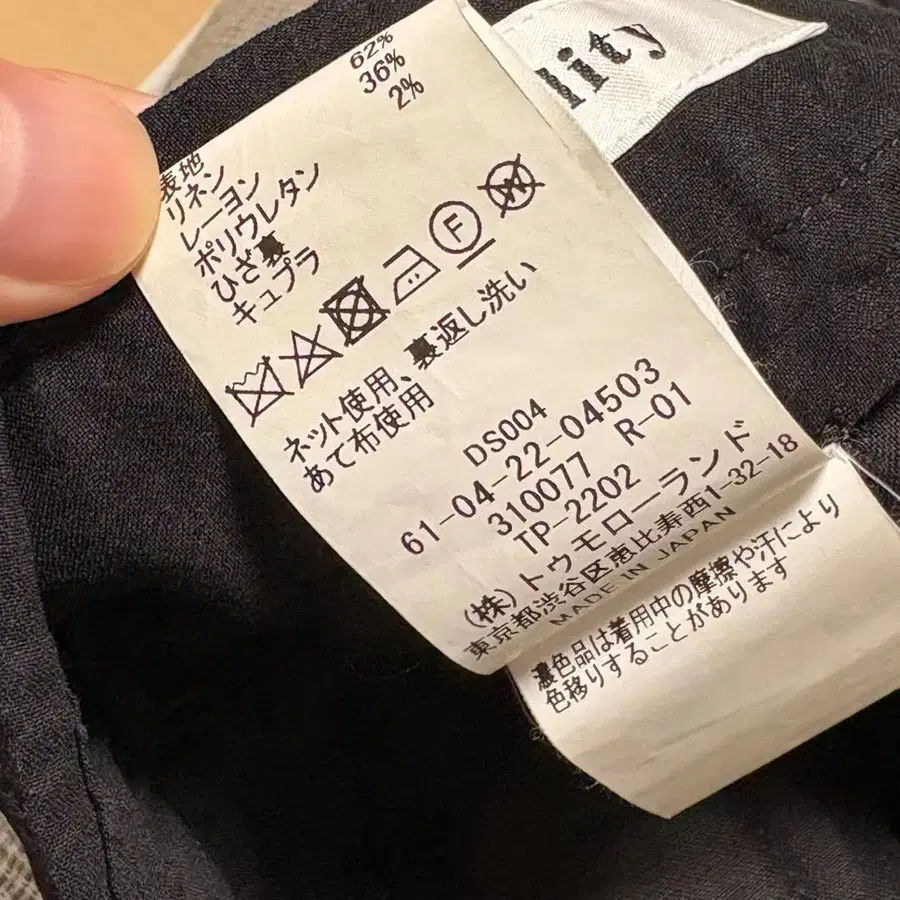 lity
62%
36%
2%
表地
リネン
レーヨン
ポリウレタン
ひざ裏
キュプラ
F
W
ネット使用、裏返し洗い
あて布使用
DS004
61-04-22-04503
310077 R-01
TP-2202
(株)トゥモローランド
東京都渋谷区恵比寿西1-32-18
MADE IN JAPAN
濃色品は着用中の摩擦や汗により
色移りすることがあります